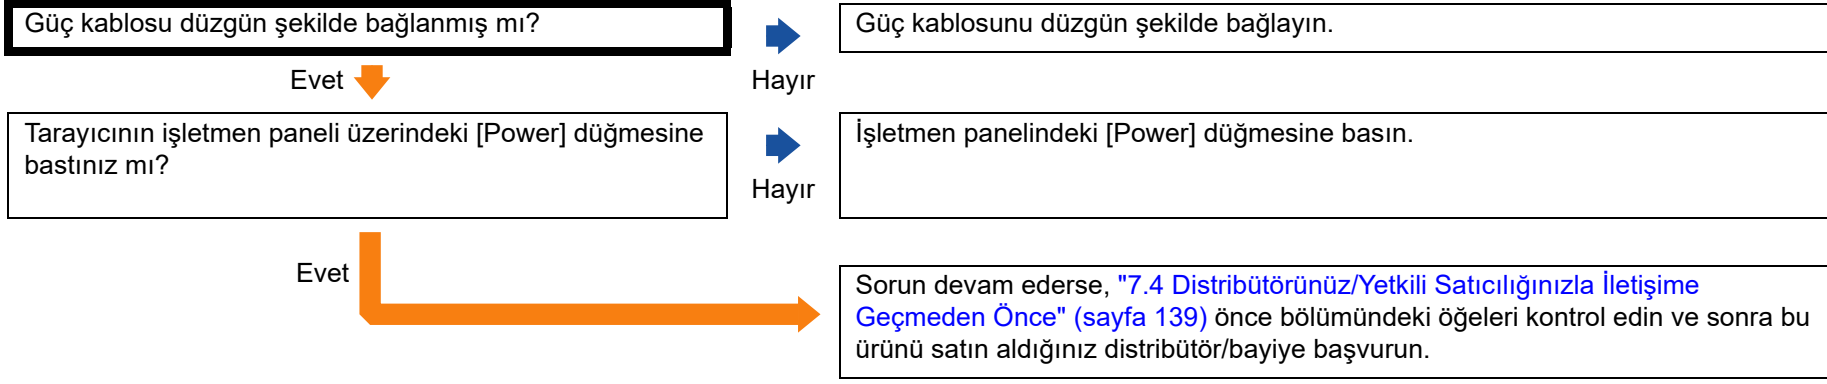 Güç kablosu düzgün şekilde bağlanmış mı?
Güç kablosunu düzgün şekilde bağlayın.
Evet
Hayır
Tarayıcının işletmen paneli üzerindeki [Power] düğmesine
bastınız mı?
İşletmen panelindeki [Power] düğmesine basın.
Hayır
Evet
Sorun devam ederse, "7.4 Distribütörünüz/Yetkili Satıcılığınızla İletişime
Geçmeden Önce" (sayfa 139) önce bölümündeki öğeleri kontrol edin ve sonra bu
ürünü satın aldığınız distribütör/bayiye başvurun.